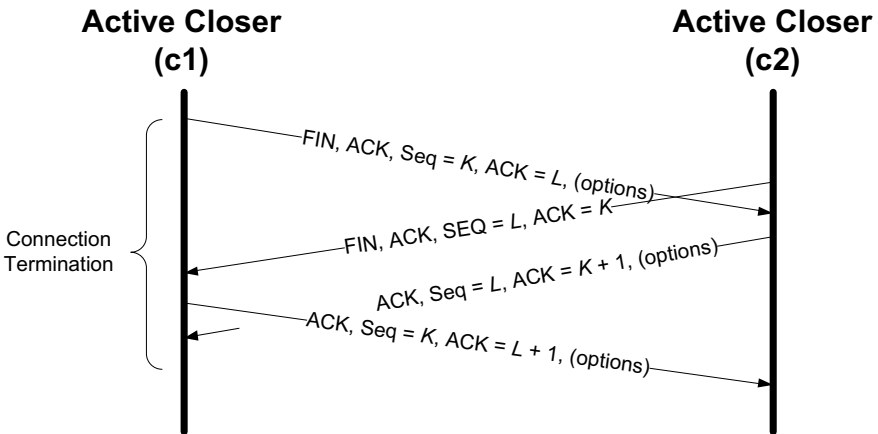 Active Closer
(c1)
Active Closer
(c2)
FIN, ACK, Seq = K, ACK = L, (options)
FIN, ACK, SEQ = L, ACK = K
Connection
Termination
ACK, Seq = L, ACK = K + 1, (options)
ACK, Seq = K, ACK = L + 1, (options)